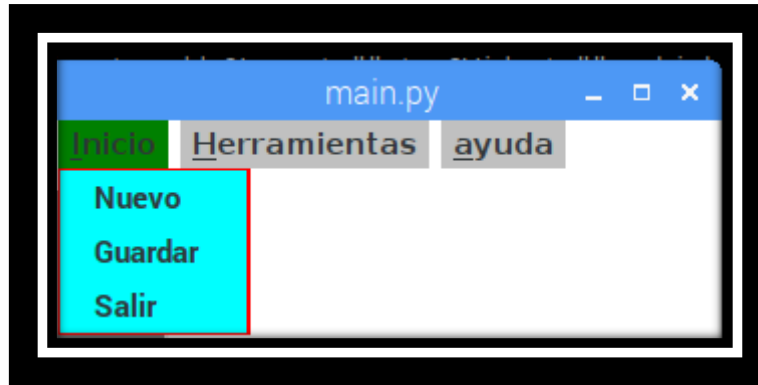 main.py
Inicio Herramientas ayuda
Nuevo
Guardar
Salir